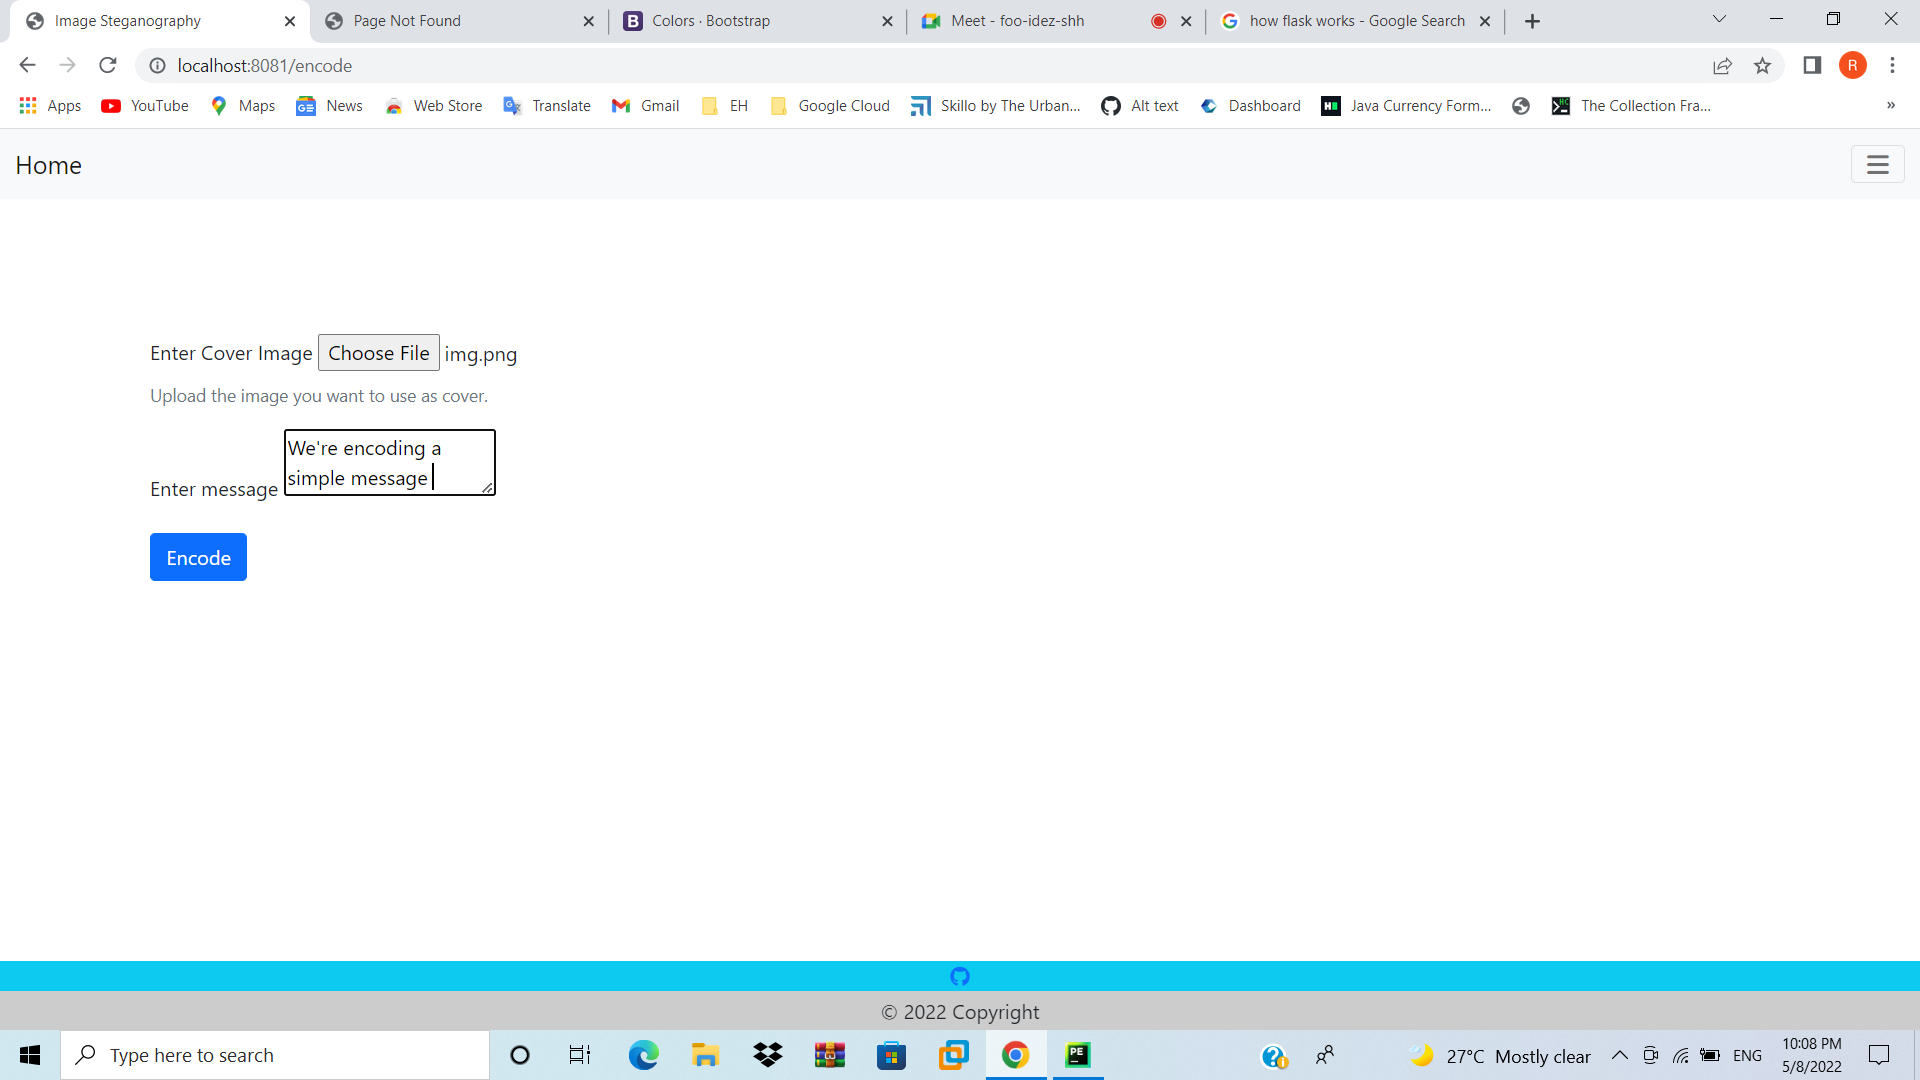 Image Steganography
Page Not Found
Colors · Bootstrap
Meet - foo-idez-shh
how flask works - Google Search
localhost:8081/encode
R
Apps
YouTube
Maps
News
Web Store
Translate
Gmail
EH
Google Cloud
Skillo by The Urban...
Alt text
Dashboard
Java Currency Form...
The Collection Fra...
»
Home
Enter Cover Image Choose File img.png
Upload the image you want to use as cover.
We're encoding a
simple message
Enter message
Encode
© 2022 Copyright
Type here to search
27°C Mostly clear
ENG
10:08 PM
5/8/2022